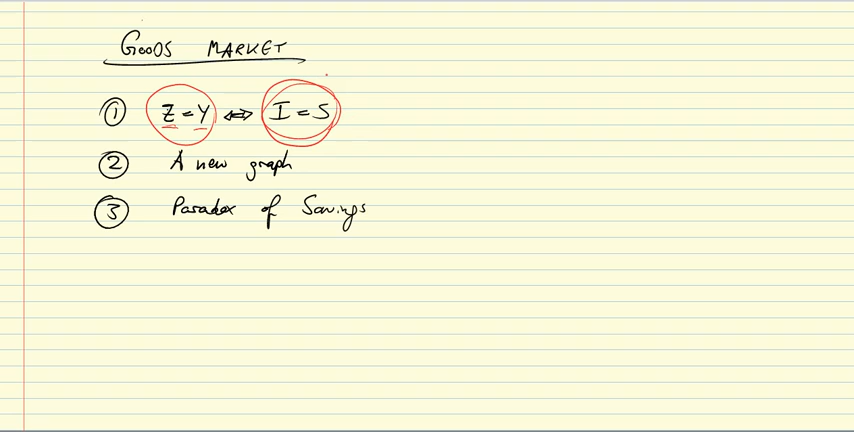 GOODS MARKET
① Z = Y ⇔ I = S
② A new graph
③ Paradox of Savings